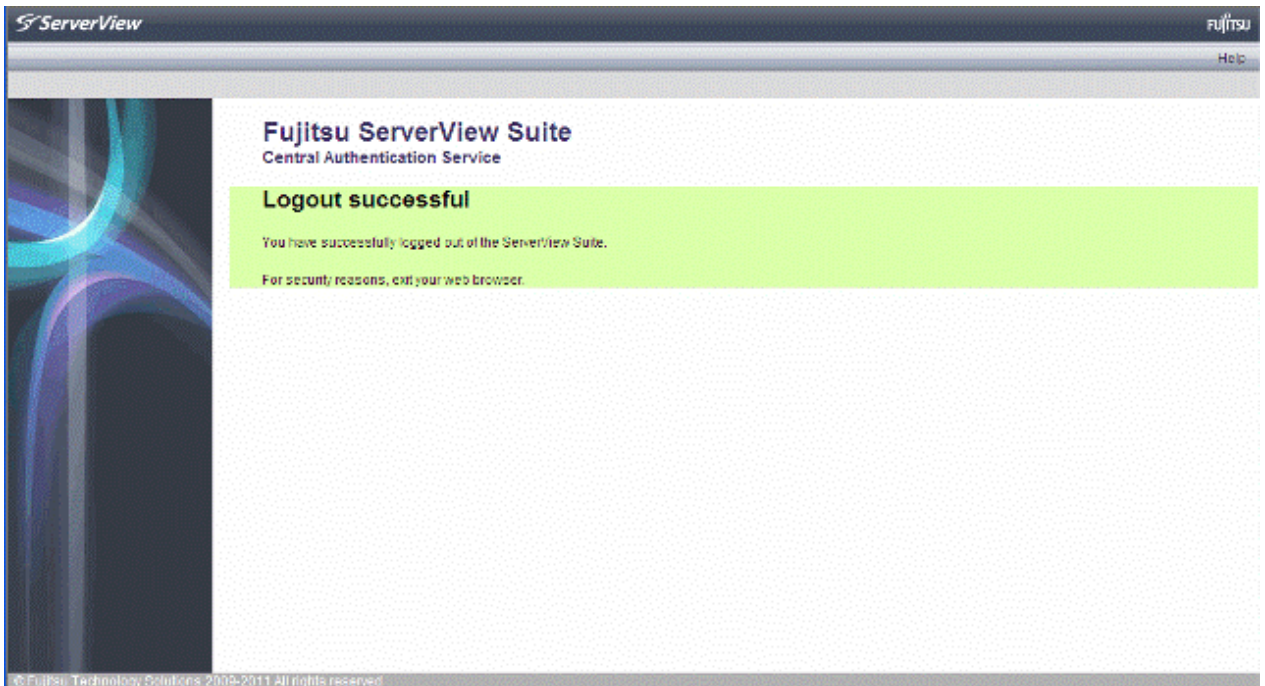 ServerView
FUJITSU
Help
Fujitsu ServerView Suite
Central Authentication Service
Logout successful
You have successfully logged out of the ServerView Suite.
For security reasons, exit your web browser.
© Fujitsu Technology Solutions 2009-2011 All rights reserved